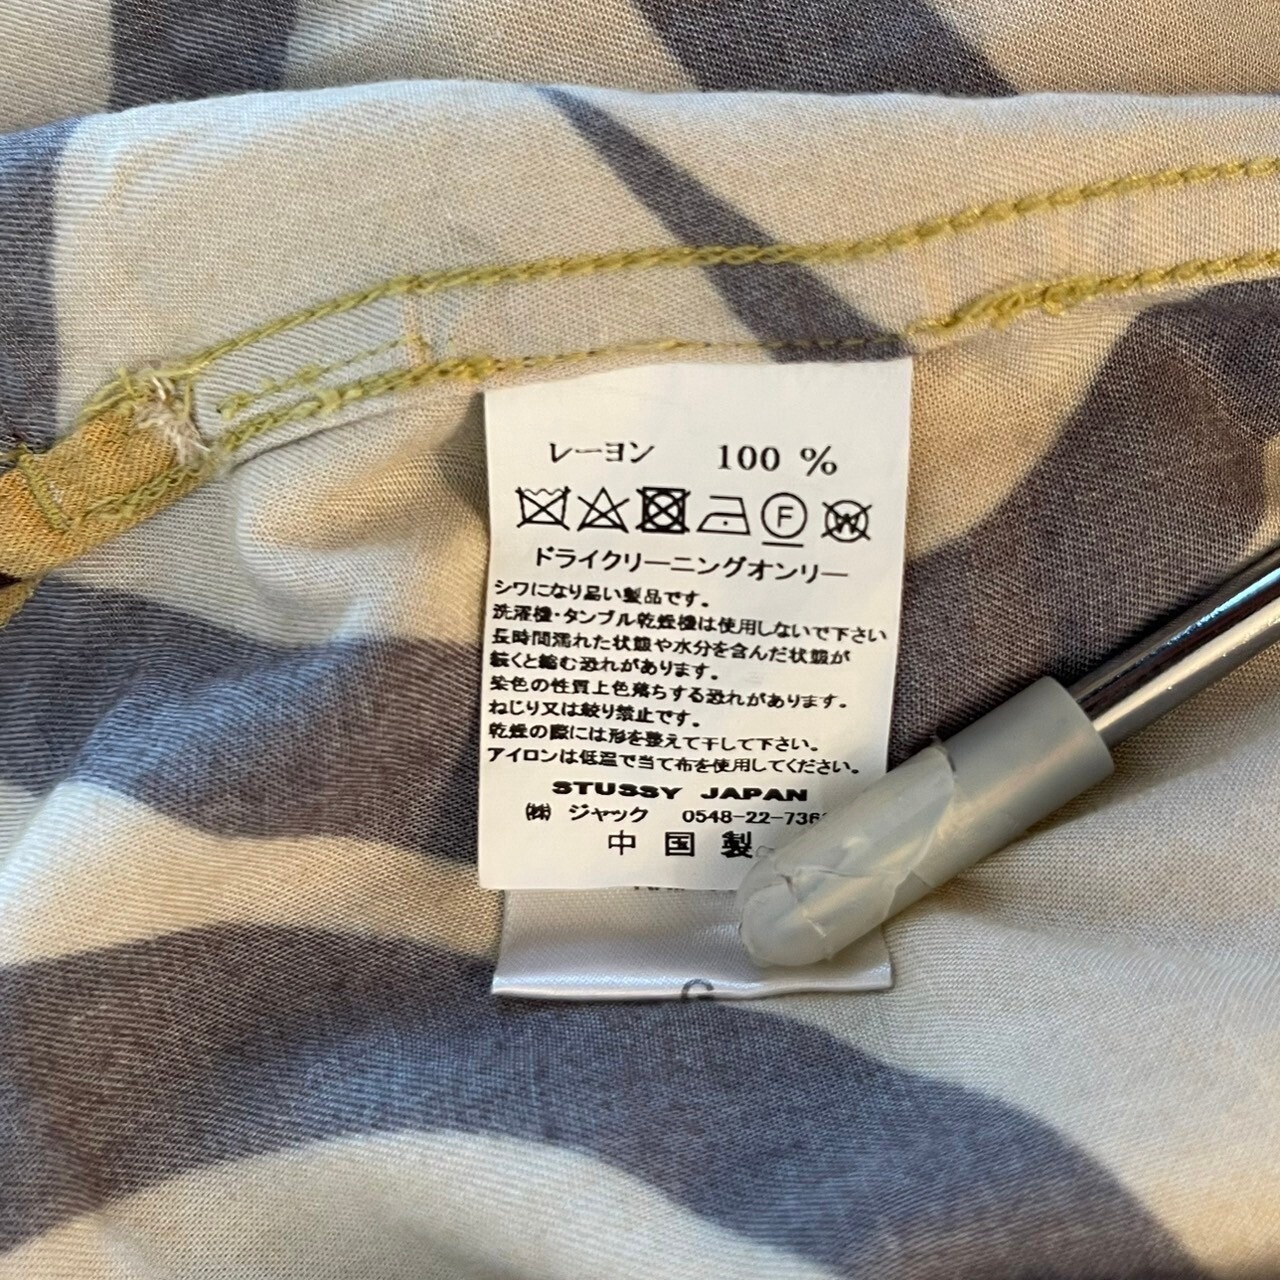 レーヨン 100 %
F W
ドライクリーニングオンリー
シワになり易い製品です。
洗濯機・タンブル乾燥機は使用しないで下さい
長時間濡れた状態や水分を含んだ状態が
続くと縮む恐れがあります。
染色の性質上色落ちする恐れがあります。
ねじり又は絞り禁止です。
乾燥の際には形を整えて干して下さい。
アイロンは低温で当て布を使用してください。
STUSSY JAPAN
㈱ ジャック 0548-22-736
中国製